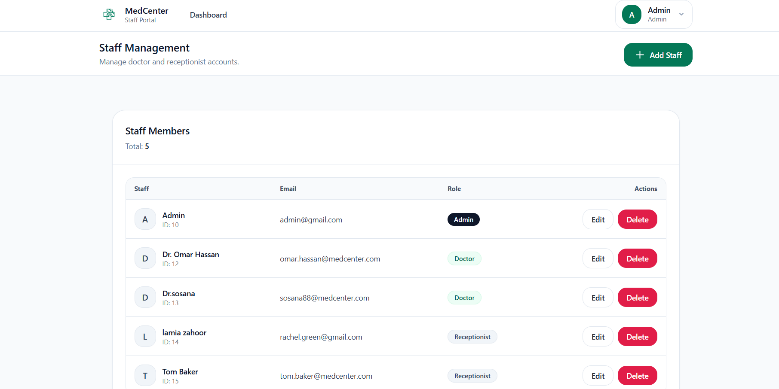 MedCenter
Staff Portal
Dashboard
A
Admin
Admin
Staff Management
Manage doctor and receptionist accounts.
+ Add Staff
Staff Members
Total: 5
Staff Email Role Actions
A Admin admin@gmail.com Admin Edit Delete
ID: 10
D Dr. Omar Hassan omar.hassan@medcenter.com Doctor Edit Delete
ID: 12
D Dr.sosana sosana88@medcenter.com Doctor Edit Delete
ID: 13
L lamia zahoor rachel.green@gmail.com Receptionist Edit Delete
ID: 14
T Tom Baker tom.baker@medcenter.com Receptionist Edit Delete
ID: 15